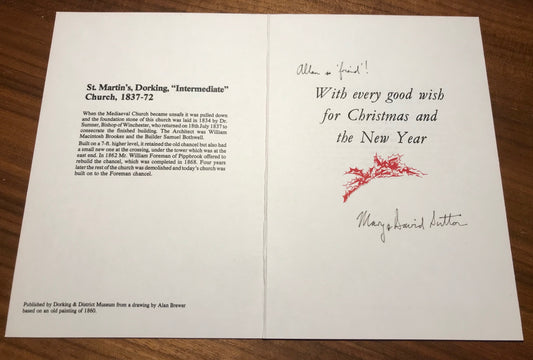 St. Martin's, Dorking, "Intermediate"
Church, 1837-72
When the Mediaeval Church became unsafe it was pulled down
and the foundation stone of this church was laid in 1834 by Dr.
Sumner, Bishop of Winchester, who returned on 18th July 1837 to
consecrate the finished building. The Architect was William
Macintosh Brookes and the Builder Samuel Bothwell.
Built on a 7-ft. higher level, it retained the old chancel but also had
a small new one at the crossing, under the tower which was at the
east end. In 1862 Mr. William Foreman of Pippbrook offered to
rebuild the chancel, which was completed in 1868. Four years
later the rest of the church was demolished and today's church was
built on to the Foreman chancel.
Published by Dorking & District Museum from a drawing by Alan Brewer
based on an old painting of 1860.
Allan & 'friend'!
With every good wish
for Christmas and
the New Year
Mary & David Sutton